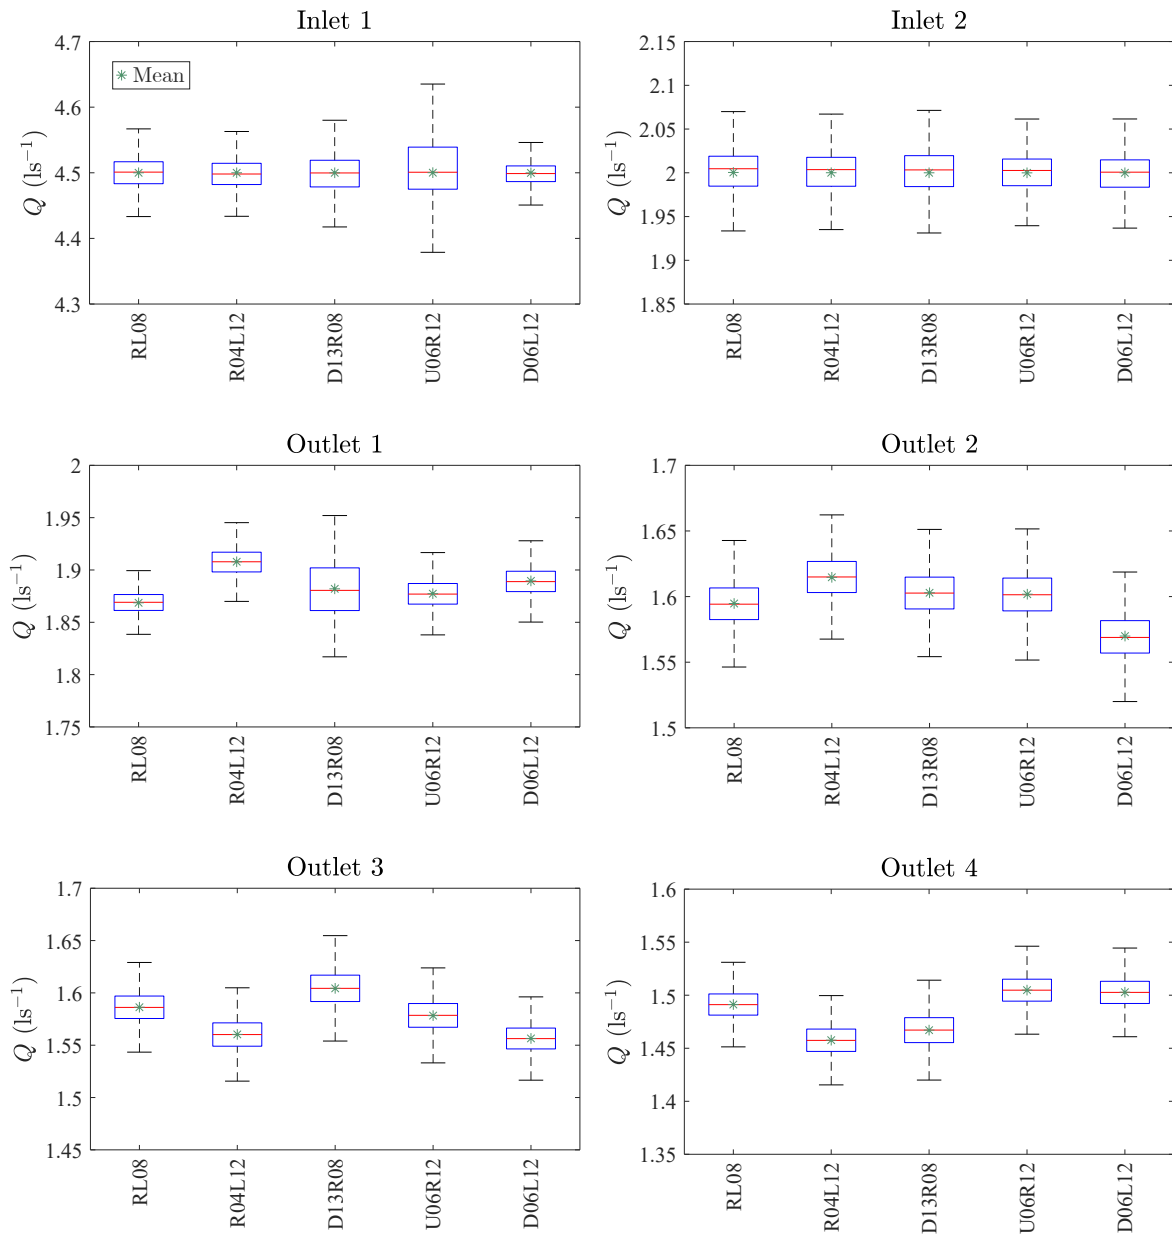 Inlet 1
4.7
4.6
4.5
4.4
4.3
Q (ls⁻¹)
Mean
RL08
R04L12
D13R08
U06R12
D06L12
Inlet 2
2.15
2.1
2.05
2
1.95
1.9
1.85
Q (ls⁻¹)
RL08
R04L12
D13R08
U06R12
D06L12
Outlet 1
2
1.95
1.9
1.85
1.8
1.75
Q (ls⁻¹)
RL08
R04L12
D13R08
U06R12
D06L12
Outlet 2
1.7
1.65
1.6
1.55
1.5
Q (ls⁻¹)
RL08
R04L12
D13R08
U06R12
D06L12
Outlet 3
1.7
1.65
1.6
1.55
1.5
1.45
Q (ls⁻¹)
RL08
R04L12
D13R08
U06R12
D06L12
Outlet 4
1.6
1.55
1.5
1.45
1.4
1.35
Q (ls⁻¹)
RL08
R04L12
D13R08
U06R12
D06L12